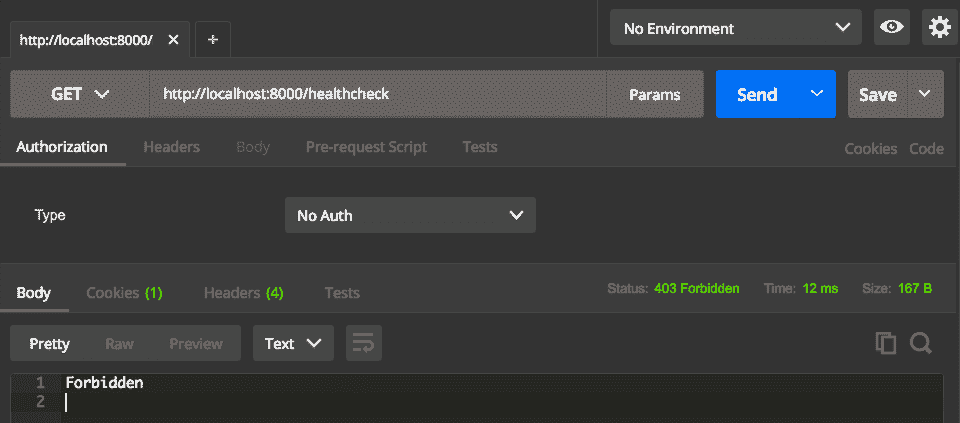 http://localhost:8000/ ✕ +
No Environment
GET http://localhost:8000/healthcheck Params Send Save
Authorization Headers Body Pre-request Script Tests Cookies Code
Type No Auth
Body Cookies (1) Headers (4) Tests Status: 403 Forbidden Time: 12 ms Size: 167 B
Pretty Raw Preview Text
1 Forbidden
2